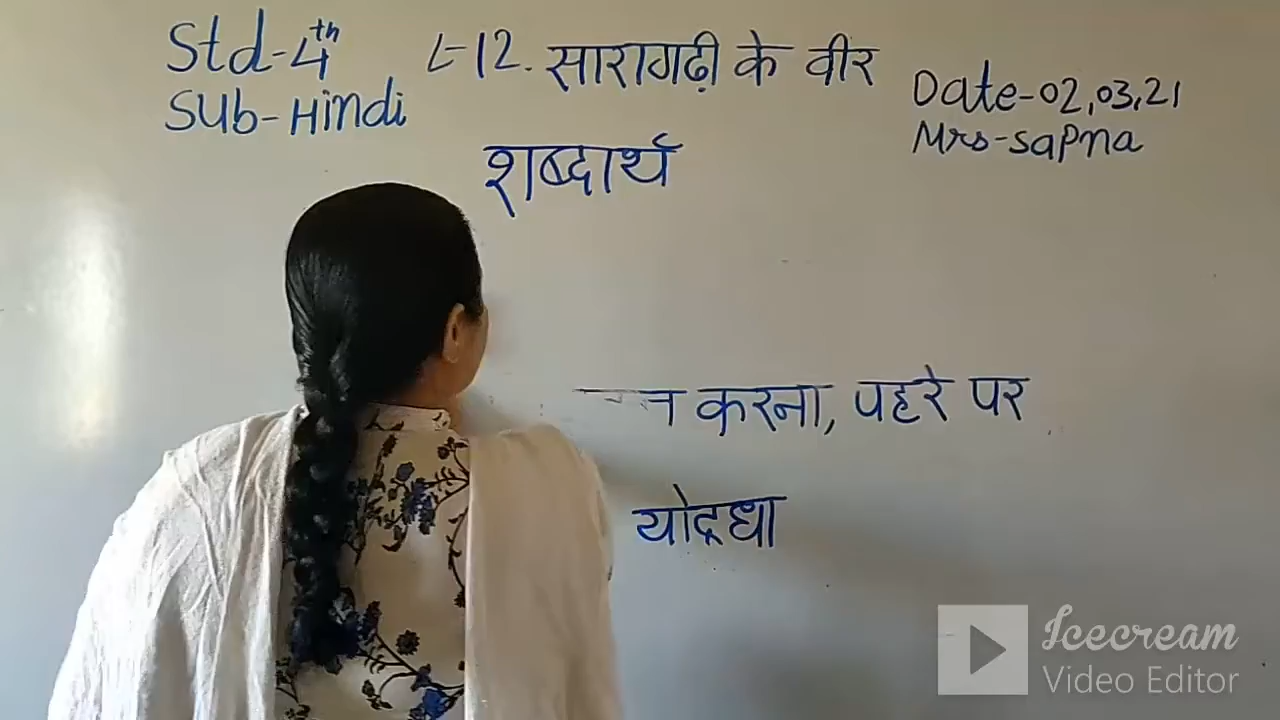 Std-4th
L-12. सारागढ़ी के वीर
Date-02,03,21
Sub-Hindi
Mrs-Sapna
शब्दार्थ
करना, पहरे पर
योद्धा
Icecream
Video Editor